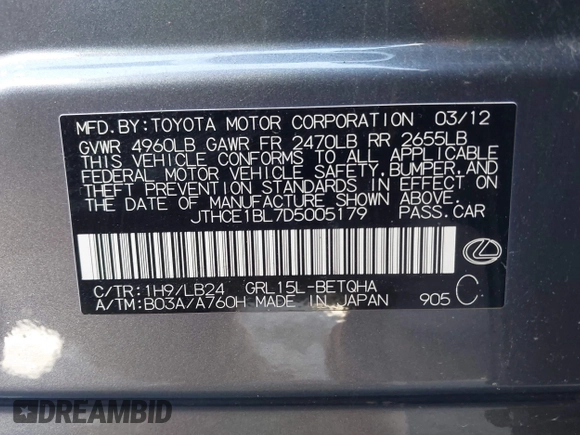 MFD.BY:TOYOTA MOTOR CORPORATION 03/12
GVWR 4960LB GAWR FR 2470LB RR 2655LB
THIS VEHICLE CONFORMS TO ALL APPLICABLE
FEDERAL MOTOR VEHICLE SAFETY,BUMPER,AND
THEFT PREVENTION STANDARDS IN EFFECT ON
THE DATE OF MANUFACTURE SHOWN ABOVE.
JTHCE1BL7D5005179 PASS.CAR
C/TR:1H9/LB24 GRL15L-BETQHA
A/TM:B03A/A760H MADE IN JAPAN 905 C
DREAMBID